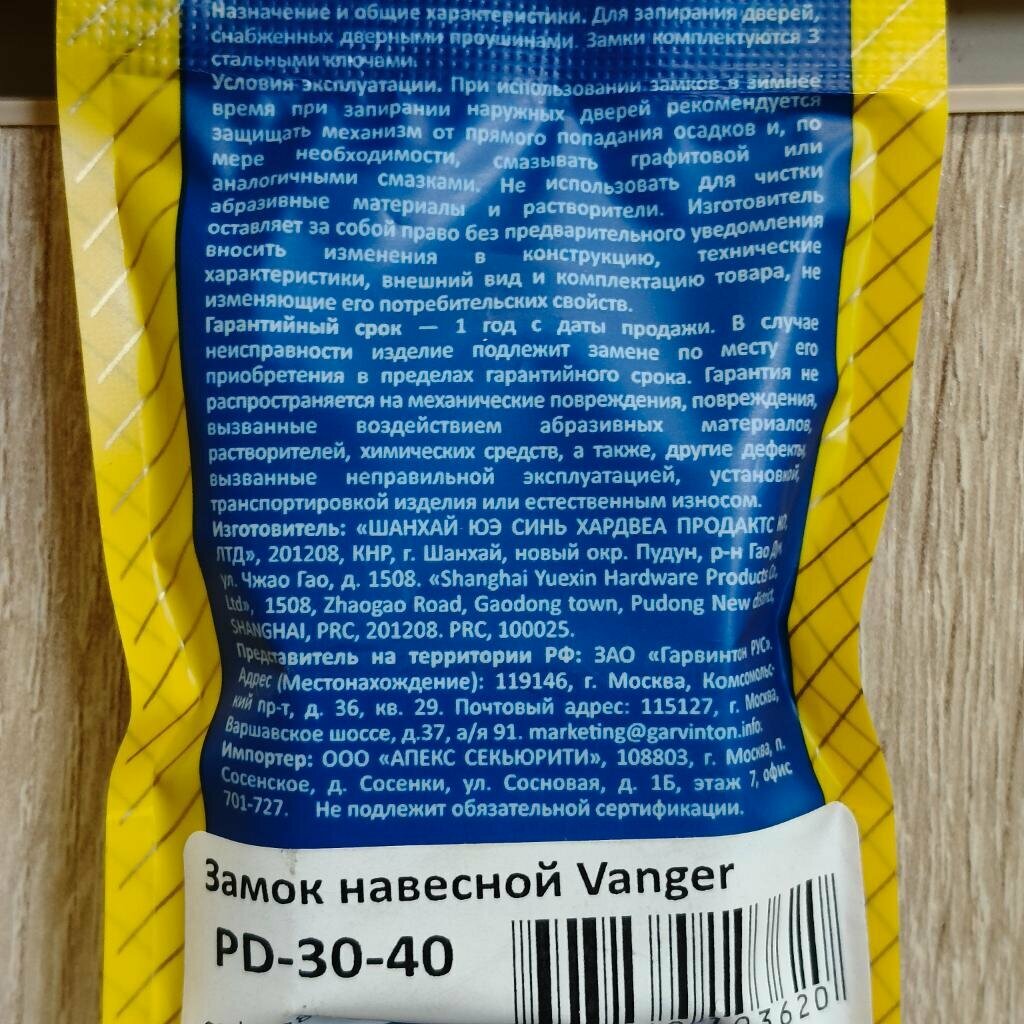 Назначение и общие характеристики. Для запирания дверей,
снабженных дверными проушинами. Замки комплектуются 3
стальными ключами.
Условия эксплуатации. При использовании замков в зимнее
время при запирании наружных дверей рекомендуется
защищать механизм от прямого попадания осадков и, по
мере необходимости, смазывать графитовой или
аналогичными смазками. Не использовать для чистки
абразивные материалы и растворители. Изготовитель
оставляет за собой право без предварительного уведомления
вносить изменения в конструкцию, технические
характеристики, внешний вид и комплектацию товара, не
изменяющие его потребительских свойств.
Гарантийный срок — 1 год с даты продажи. В случае
неисправности изделие подлежит замене по месту его
приобретения в пределах гарантийного срока. Гарантия не
распространяется на механические повреждения, повреждения,
вызванные воздействием абразивных материалов,
растворителей, химических средств, а также, другие дефекты,
вызванные неправильной эксплуатацией, установкой,
транспортировкой изделия или естественным износом.
Изготовитель: «ШАНХАЙ ЮЭ СИНЬ ХАРДВЕА ПРОДАКТС КО,
ЛТД», 201208, КНР, г. Шанхай, новый окр. Пудун, р-н Гао Дун
ул. Чжао Гао, д. 1508. «Shanghai Yuexin Hardware Products Co,
Ltd», 1508, Zhaogao Road, Gaodong town, Pudong New district,
SHANGHAI, PRC, 201208. PRC, 100025.
Представитель на территории РФ: ЗАО «Гарвинтон РУС».
Адрес (Местонахождение): 119146, г. Москва, Комсомоль-
кий пр-т, д. 36, кв. 29. Почтовый адрес: 115127, г. Москва,
Варшавское шоссе, д.37, а/я 91. marketing@garvinton.info.
Импортер: ООО «АПЕКС СЕКЬЮРИТИ», 108803, г. Москва, п.
Сосенское, д. Сосенки, ул. Сосновая, д. 1Б, этаж 7, офис
701-727. Не подлежит обязательной сертификации.
Замок навесной Vanger
PD-30-40